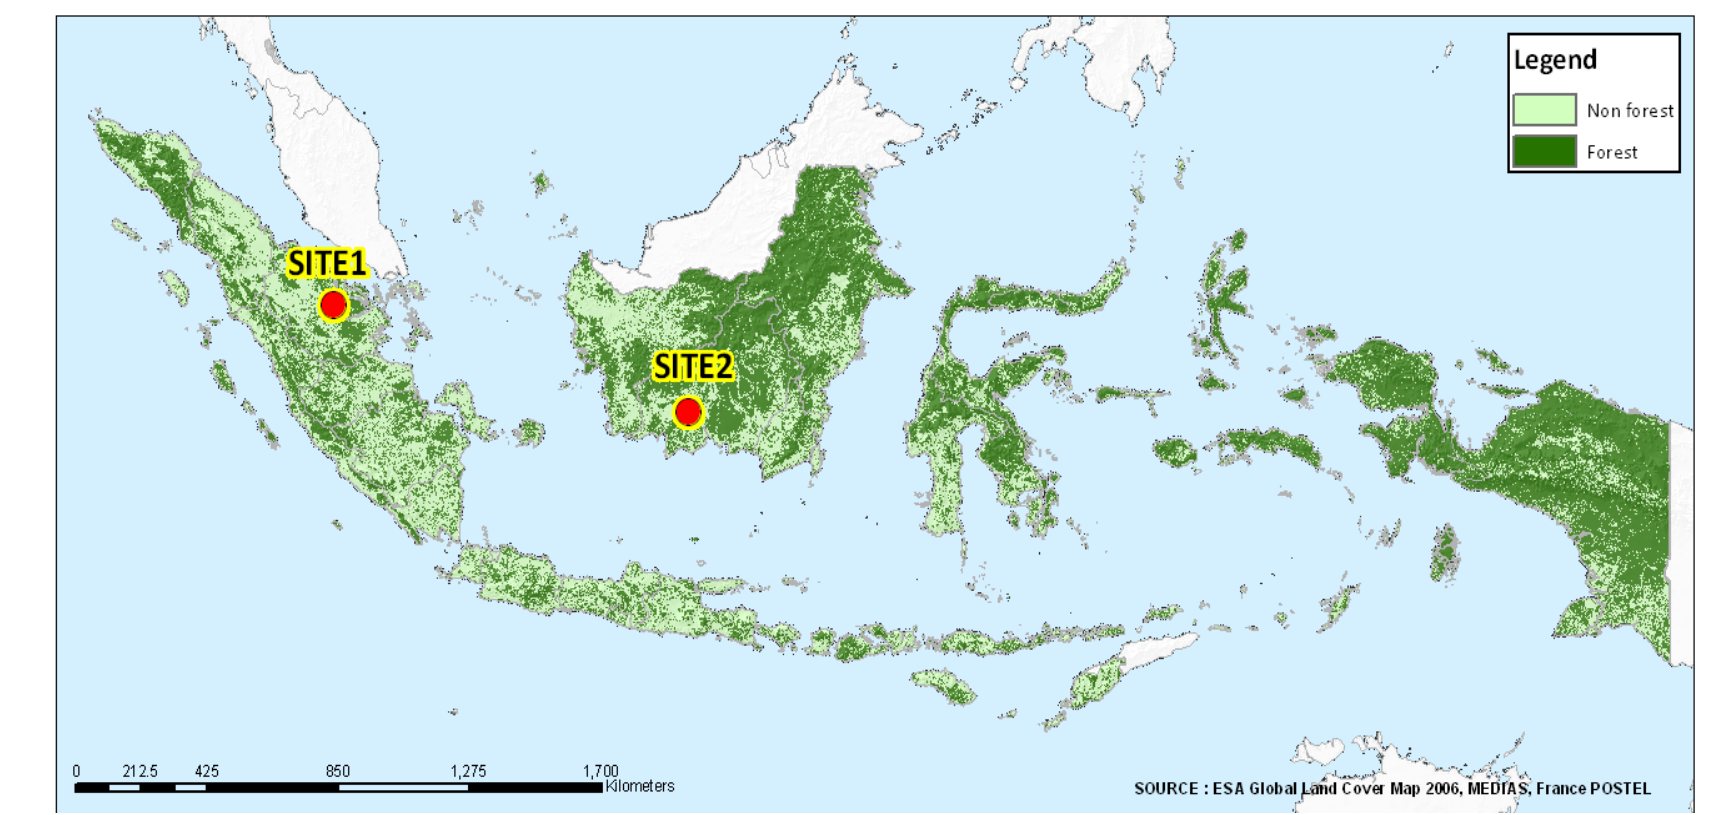 Legend
Non forest
Forest
SITE1
SITE2
0 212.5 425 850 1,275 1,700
Kilometers
SOURCE : ESA Global Land Cover Map 2006, MEDIAS, France POSTEL